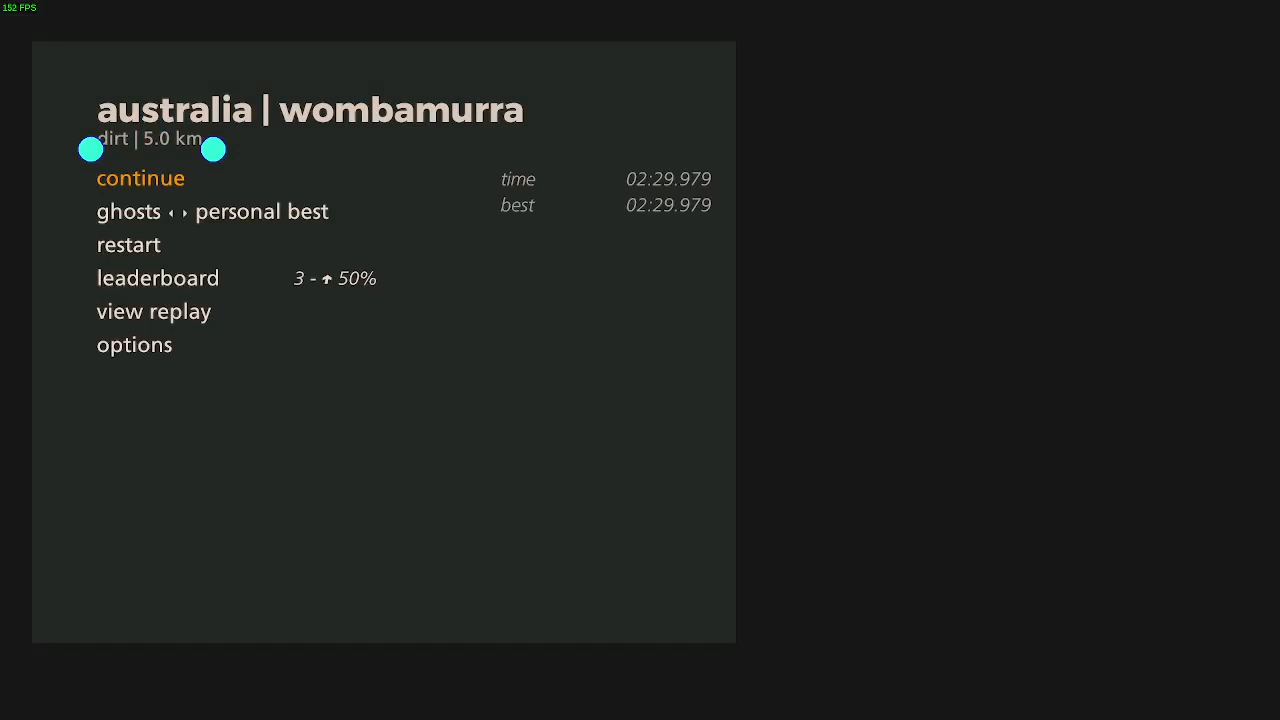 152 FPS
australia | wombamurra
dirt | 5.0 km
continue
time 02:29.979
ghosts personal best
best 02:29.979
restart
leaderboard 3 - ↑ 50%
view replay
options